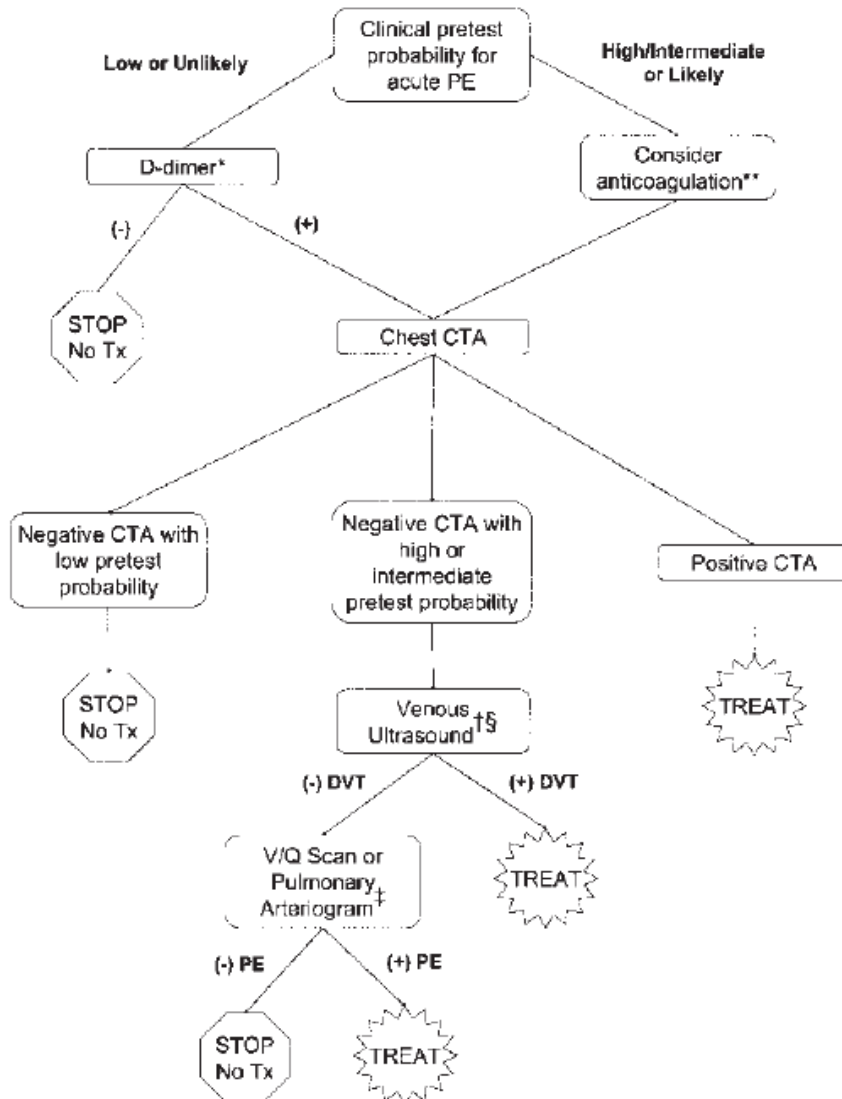 Clinical pretest
probability for
acute PE
Low or Unlikely
High/Intermediate
or Likely
D-dimer*
Consider
anticoagulation**
(-)
(+)
STOP
No Tx
Chest CTA
Negative CTA with
low pretest
probability
Negative CTA with
high or
intermediate
pretest probability
Positive CTA
STOP
No Tx
TREAT
Venous
Ultrasound†§
(-) DVT
(+) DVT
V/Q Scan or
Pulmonary
Arteriogram‡
TREAT
(-) PE
(+) PE
STOP
No Tx
TREAT